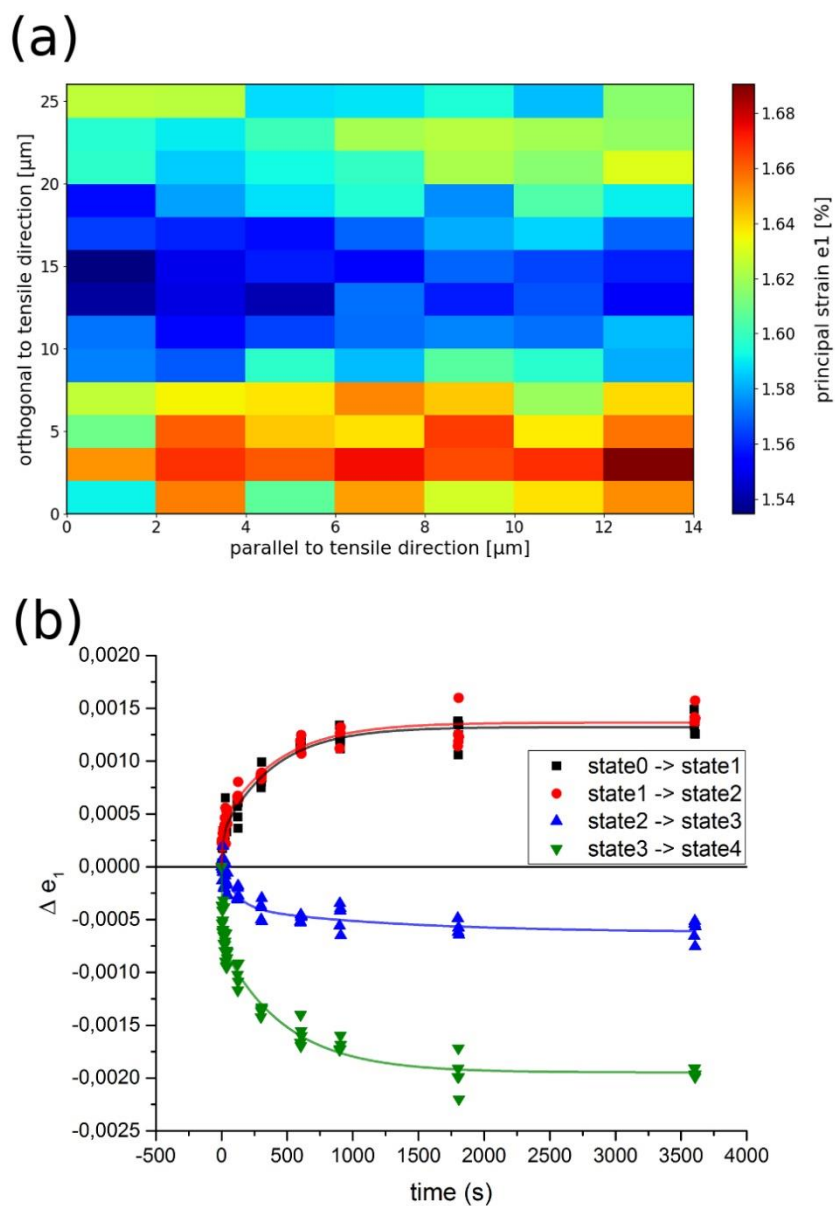 (a)
25
20
15
10
5
0
orthogonal to tensile direction [µm]
0 2 4 6 8 10 12 14
parallel to tensile direction [µm]
1.68
1.66
1.64
1.62
1.60
1.58
1.56
1.54
principal strain e1 [%]
(b)
0,0020
0,0015
0,0010
0,0005
0,0000
-0,0005
-0,0010
-0,0015
-0,0020
-0,0025
Δ e1
state0 -> state1
state1 -> state2
state2 -> state3
state3 -> state4
-500 0 500 1000 1500 2000 2500 3000 3500 4000
time (s)